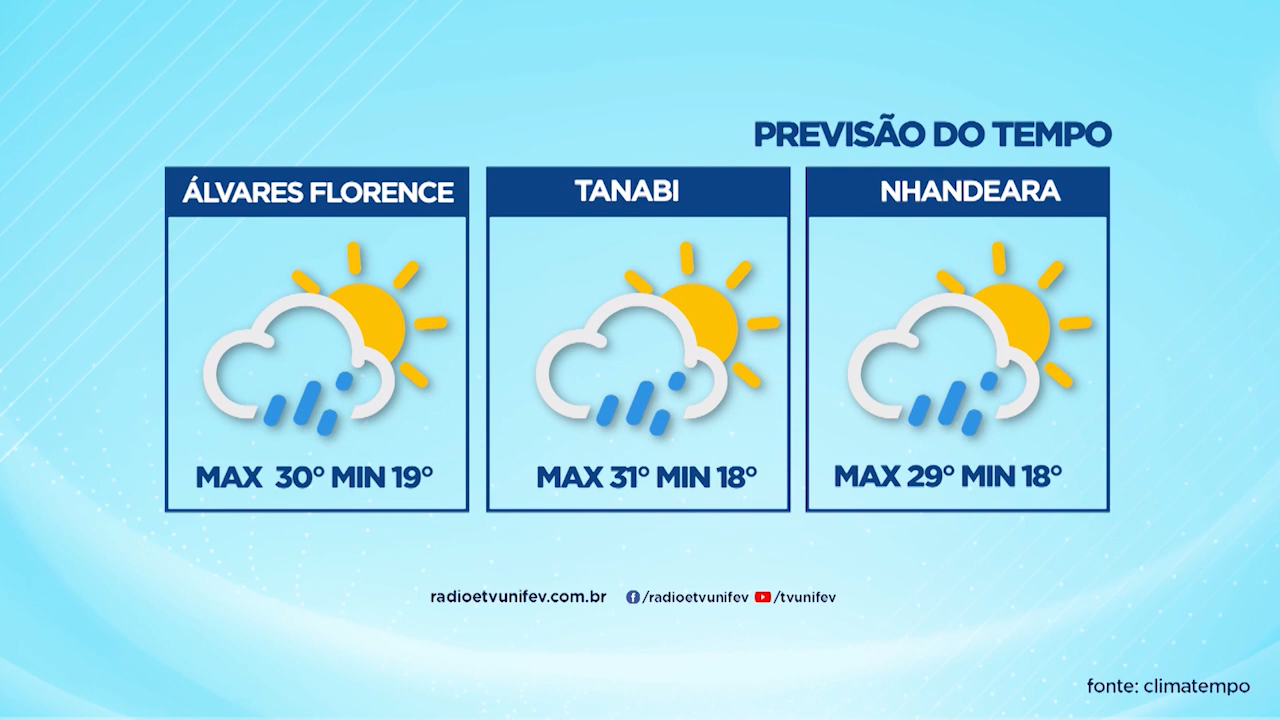 PREVISÃO DO TEMPO
ÁLVARES FLORENCE
MAX 30° MIN 19°
TANABI
MAX 31° MIN 18°
NHANDEARA
MAX 29° MIN 18°
radioetvunifev.com.br /radioetvunifev /tvunifev
fonte: climatempo